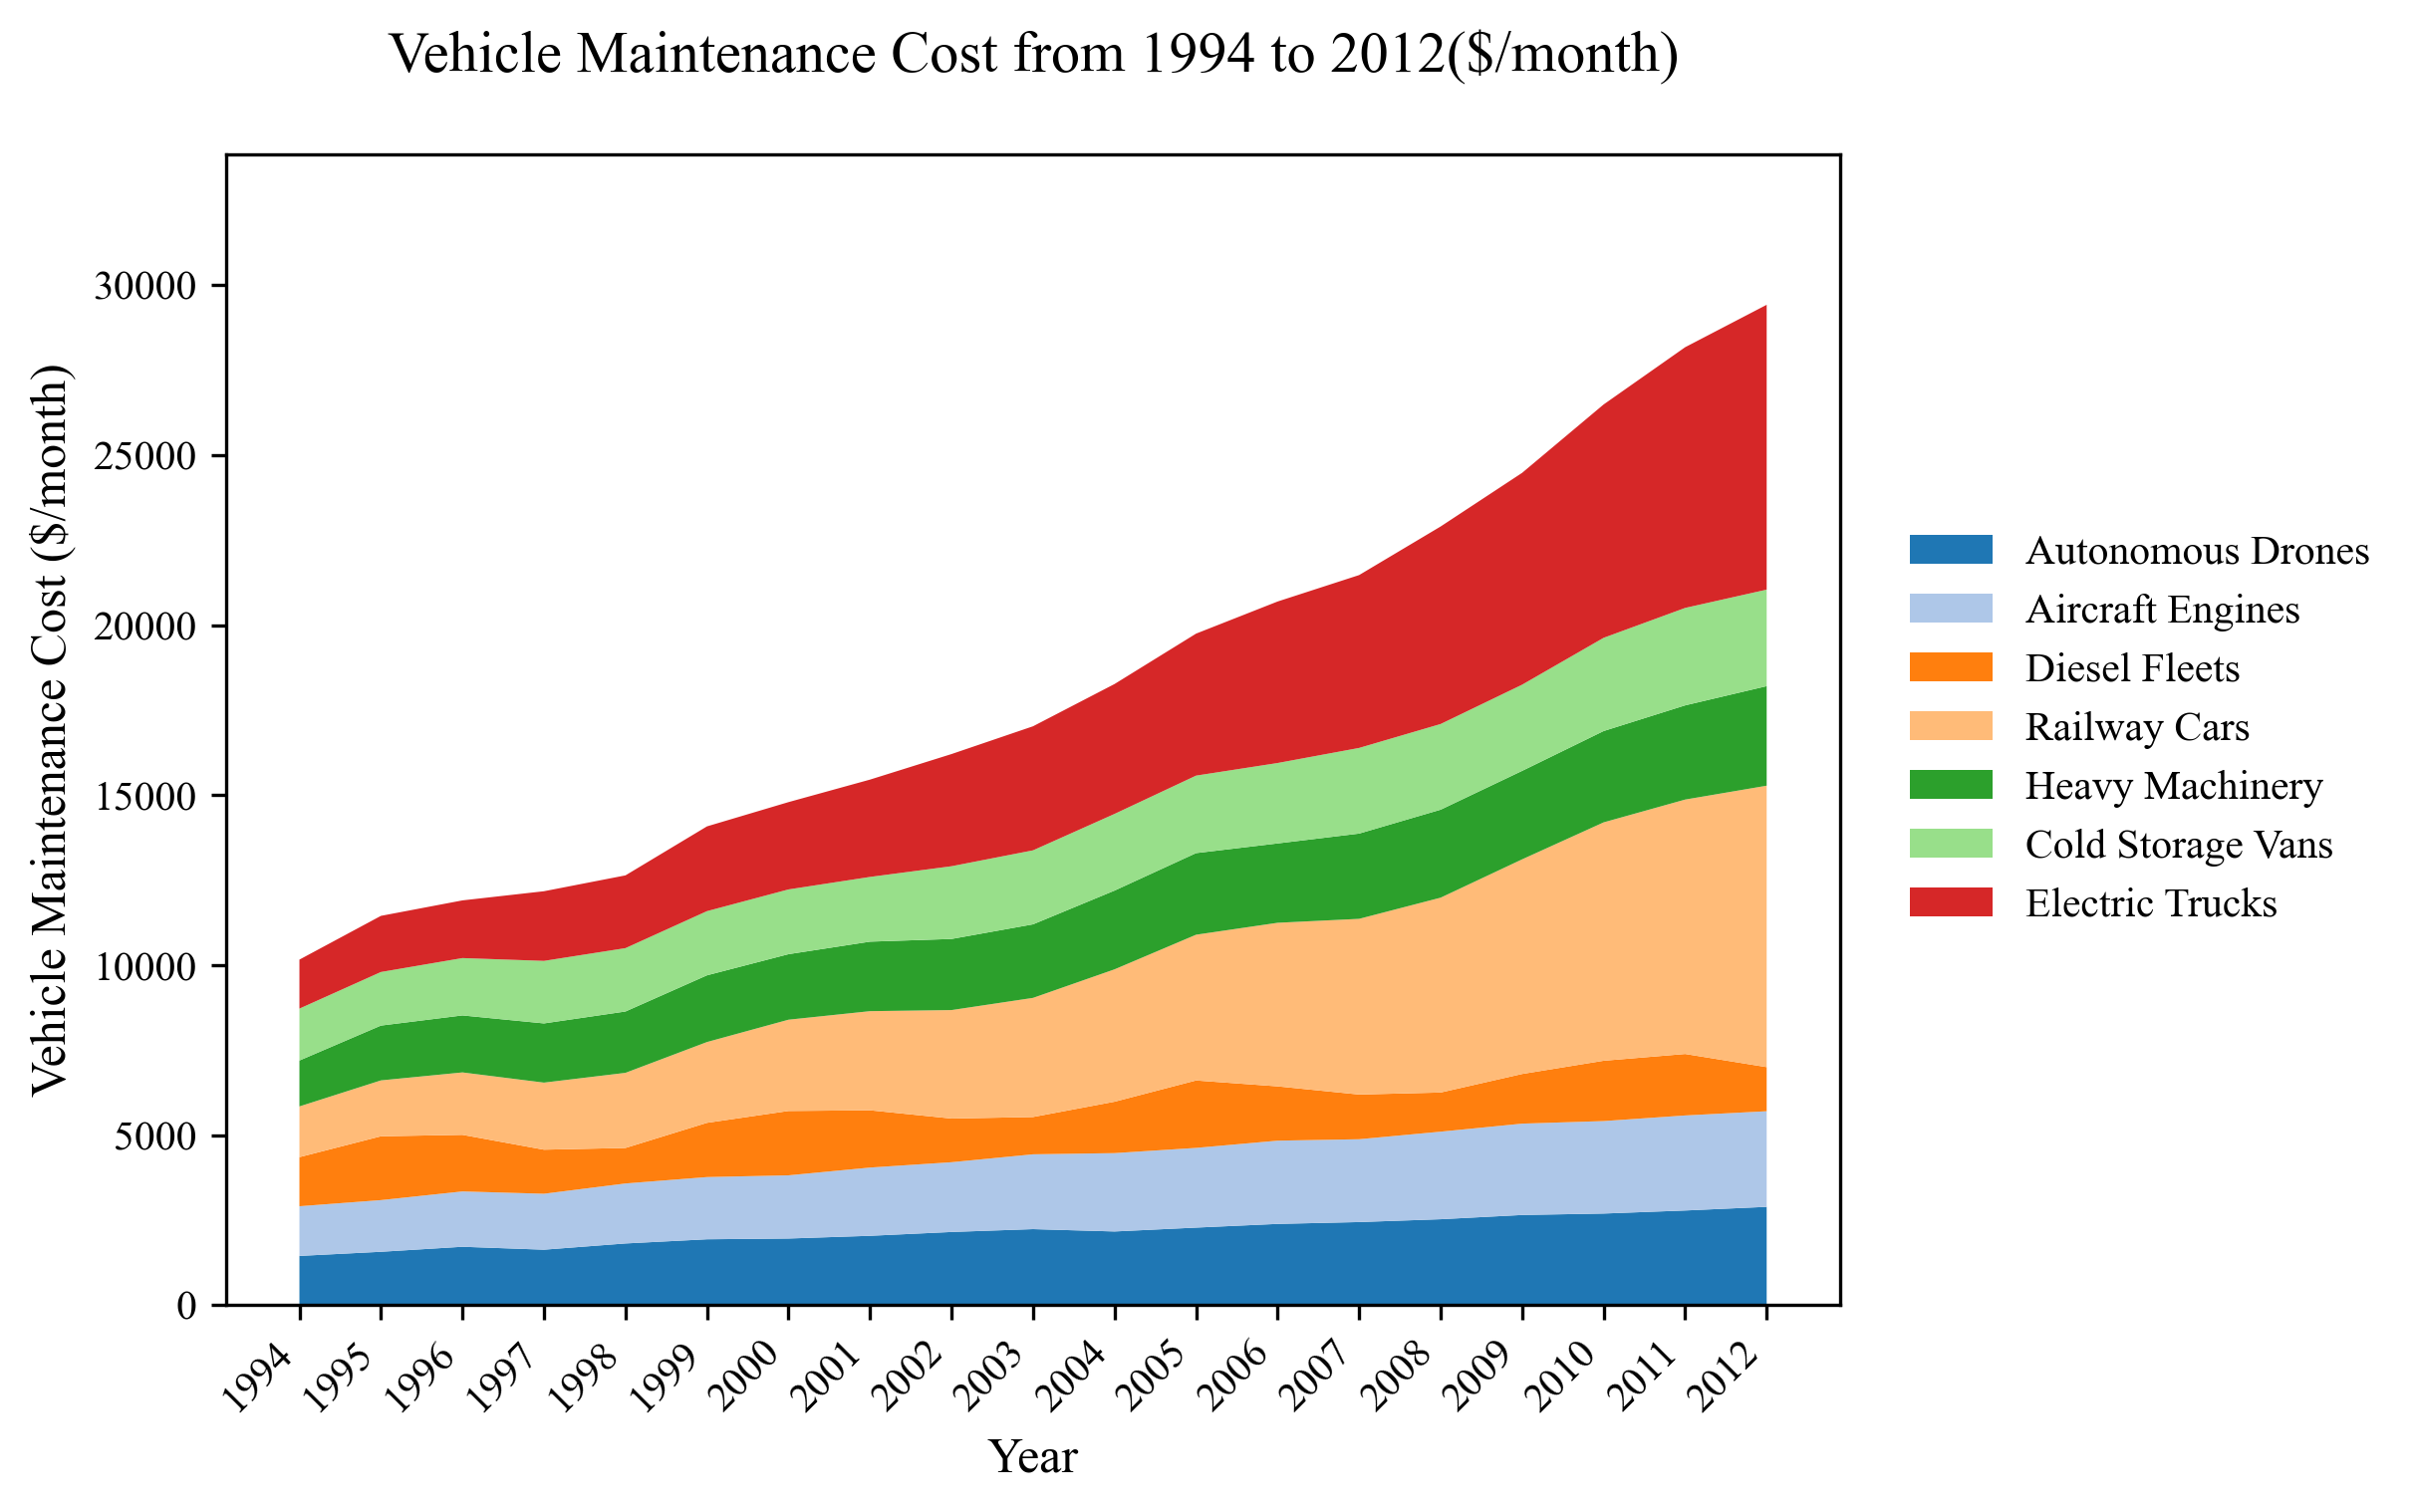 Vehicle Maintenance Cost from 1994 to 2012($/month)
Vehicle Maintenance Cost ($/month)
30000
25000
20000
15000
10000
5000
0
1994
1995
1996
1997
1998
1999
2000
2001
2002
2003
2004
2005
2006
2007
2008
2009
2010
2011
2012
Year
Autonomous Drones
Aircraft Engines
Diesel Fleets
Railway Cars
Heavy Machinery
Cold Storage Vans
Electric Trucks